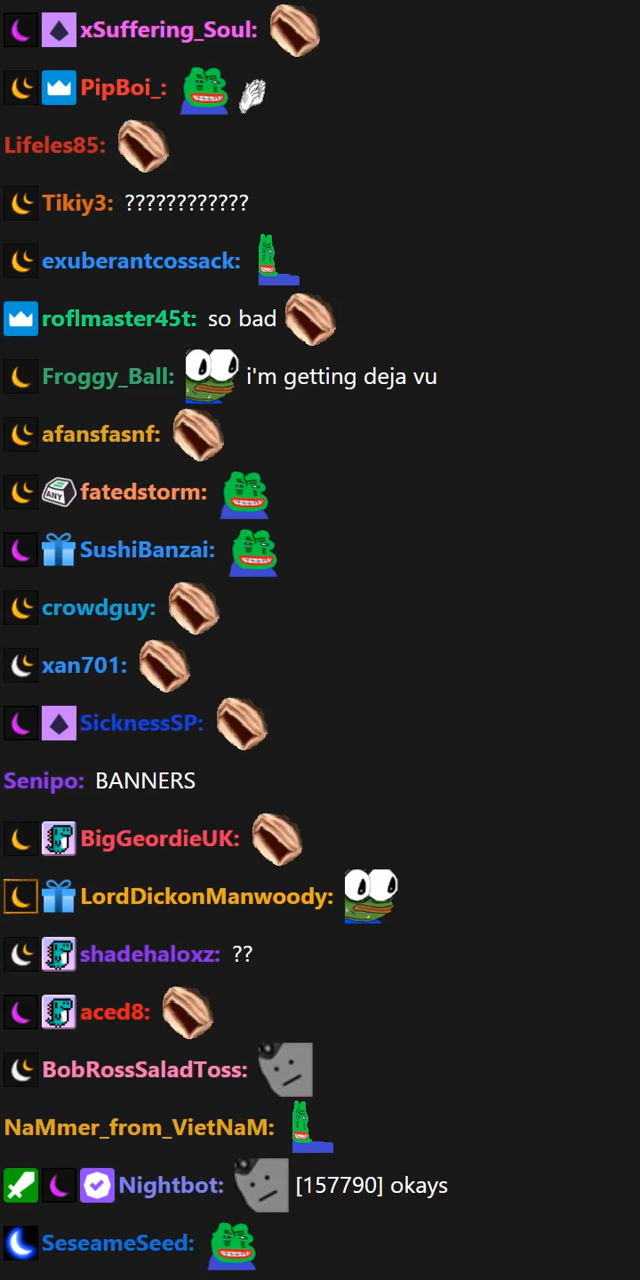 xSuffering_Soul:
PipBoi_:
Lifeles85:
Tikiy3: ????????????
exuberantcossack:
roflmaster45t: so bad
Froggy_Ball: i'm getting deja vu
afansfasnf:
ANY fatedstorm:
SushiBanzai:
crowdguy:
xan701:
SicknessSP:
Senipo: BANNERS
BigGeordieUK:
LordDickonManwoody:
shadehaloxz: ??
aced8:
BobRossSaladToss:
NaMmer_from_VietNaM:
Nightbot: [157790] okays
SeseameSeed: